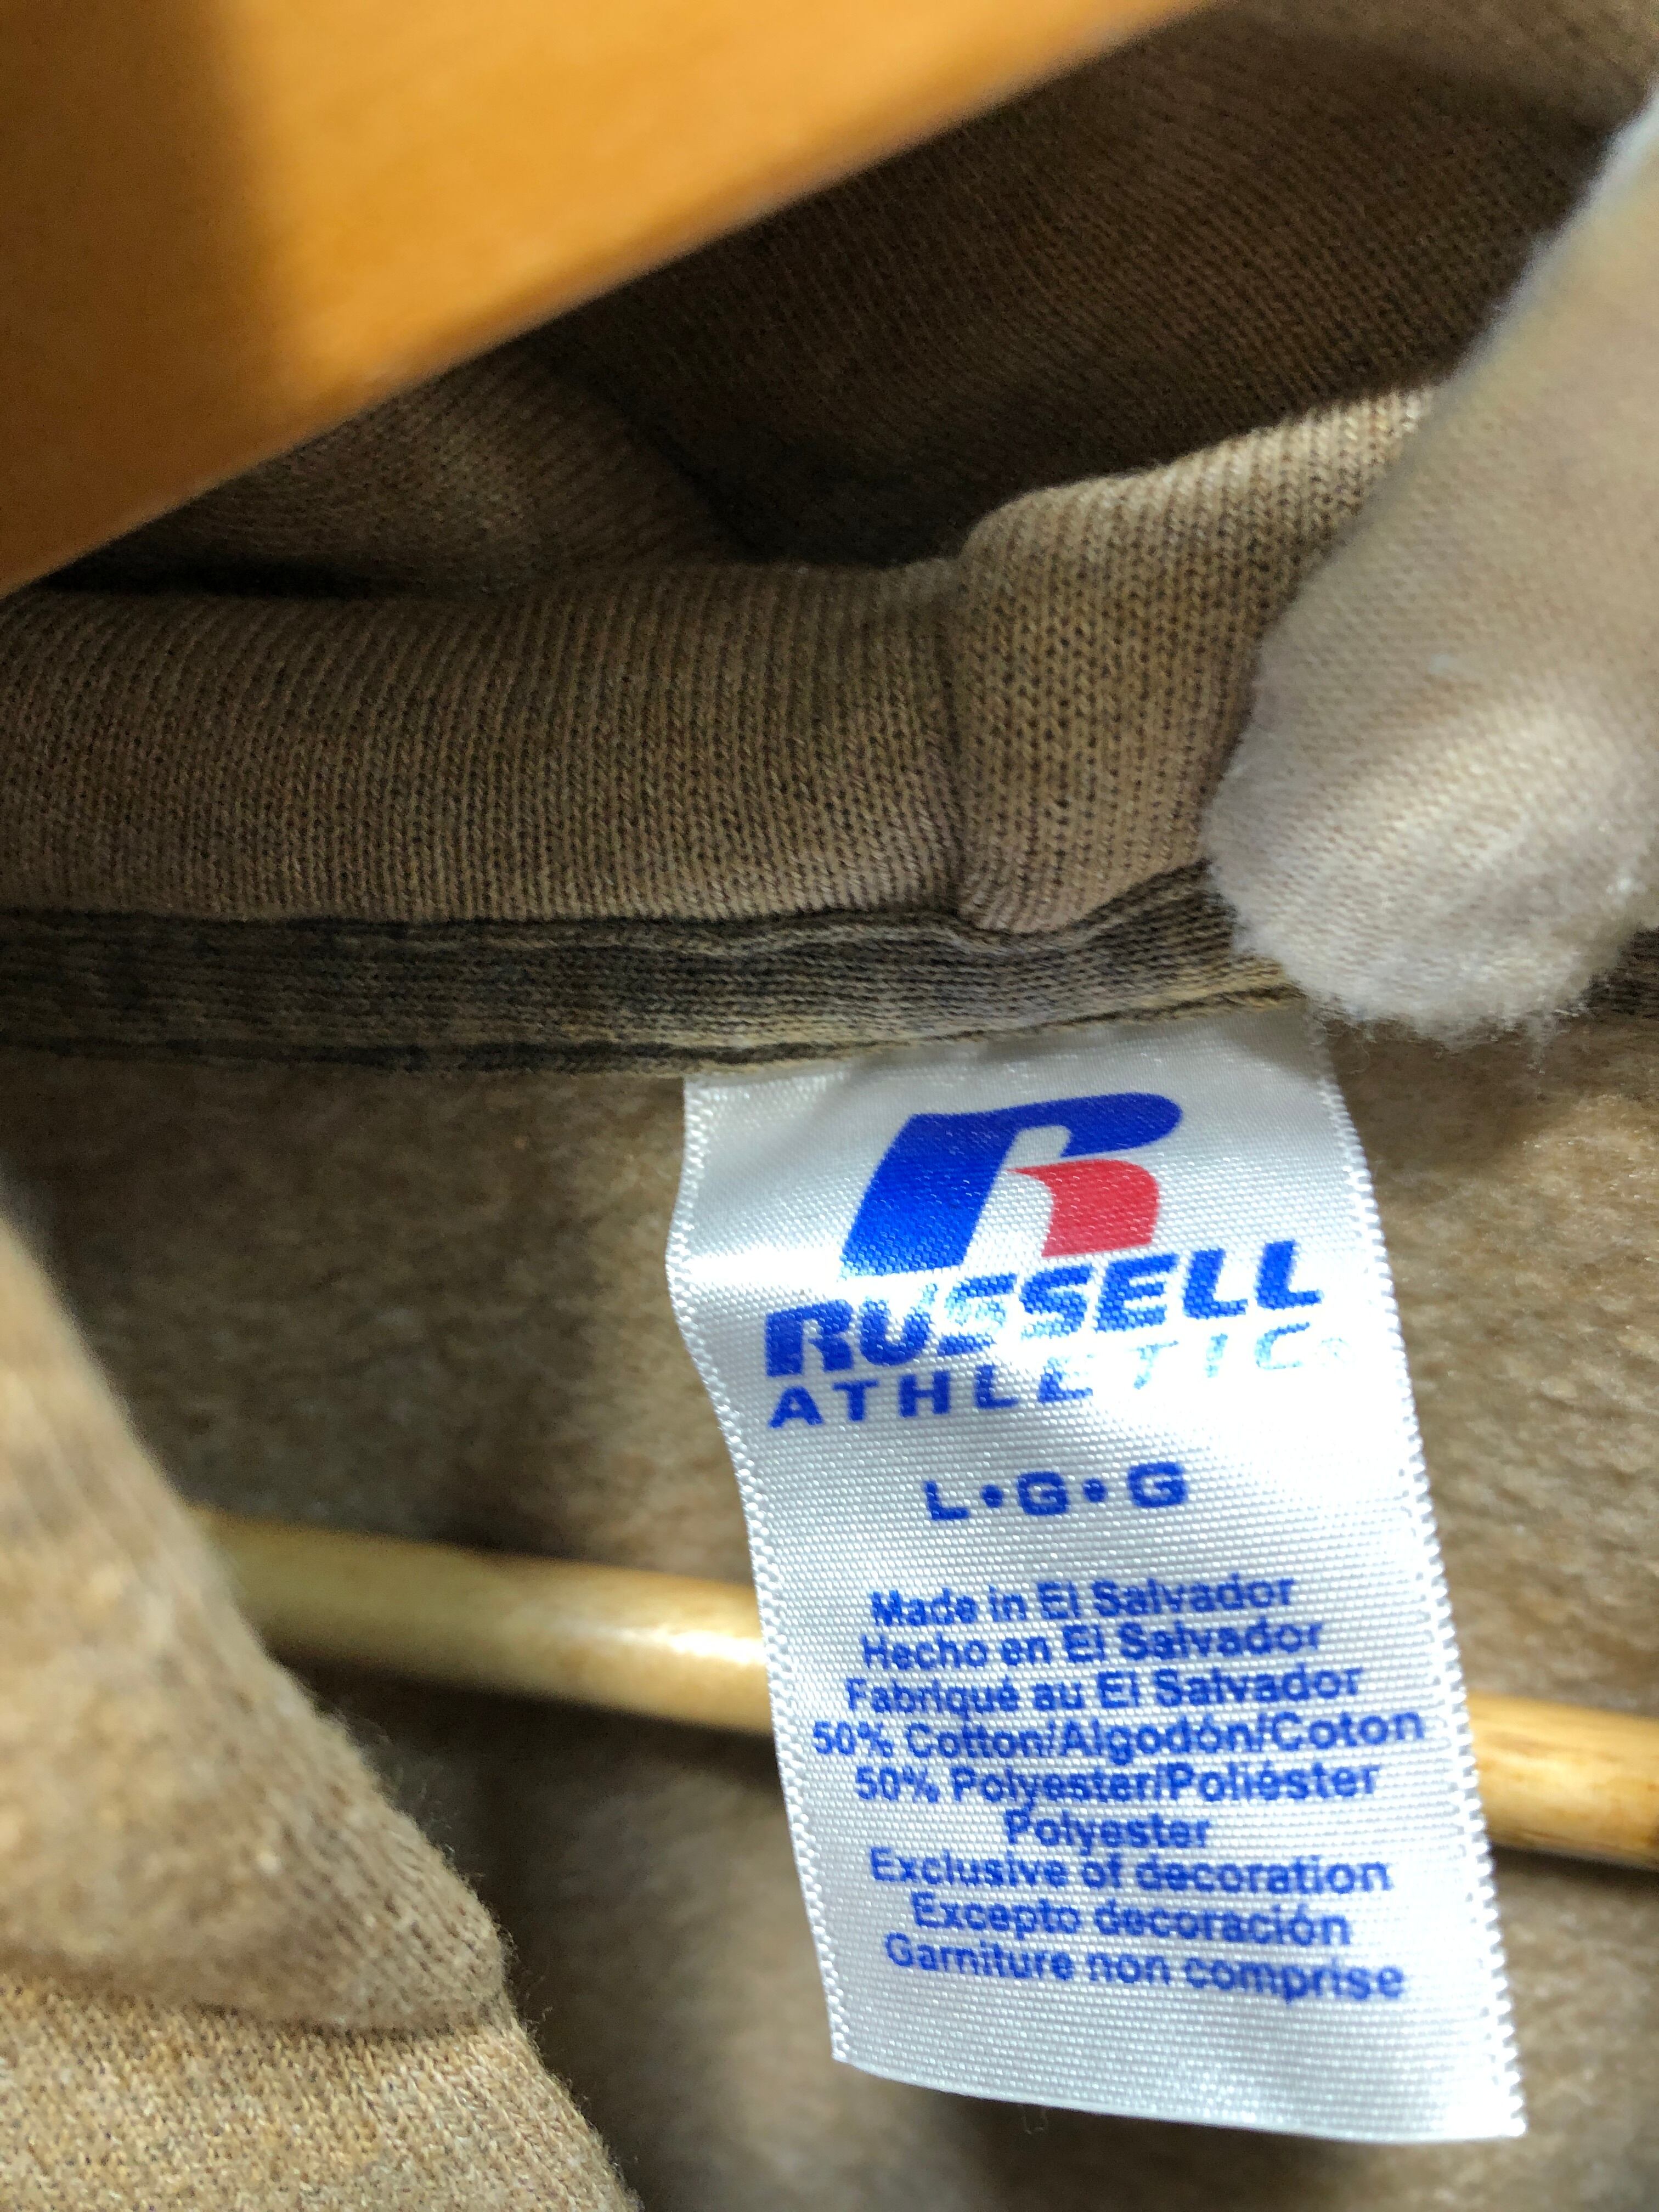 R
RUSSELL
ATHLETIC®
L•G•G
Made in El Salvador
Hecho en El Salvador
Fabriqué au El Salvador
50% Cotton/Algodón/Coton
50% Polyester/Poliéster
Polyester
Exclusive of decoration
Excepto decoración
Garniture non comprise